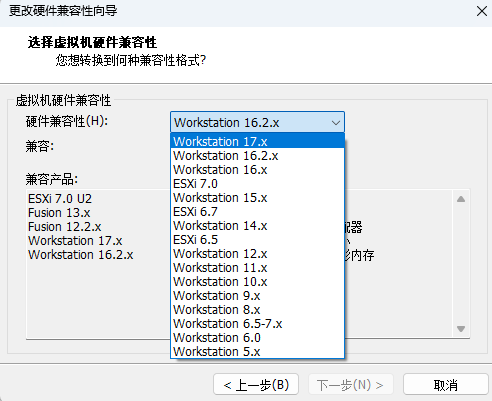 更改硬件兼容性向导
选择虚拟机硬件兼容性
您想转换到何种兼容性格式?
虚拟机硬件兼容性
硬件兼容性(H):
Workstation 16.2.x
Workstation 17.x
兼容:
Workstation 16.2.x
Workstation 16.x
兼容产品:
ESXi 7.0
ESXi 7.0 U2
Workstation 15.x
Fusion 13.x
ESXi 6.7
Fusion 12.2.x
Workstation 14.x
配器
Workstation 17.x
ESXi 6.5
Workstation 16.2.x
Workstation 12.x
形内存
Workstation 11.x
Workstation 10.x
Workstation 9.x
Workstation 8.x
Workstation 6.5-7.x
Workstation 6.0
Workstation 5.x
< 上一步(B)
下一步(N) >
取消